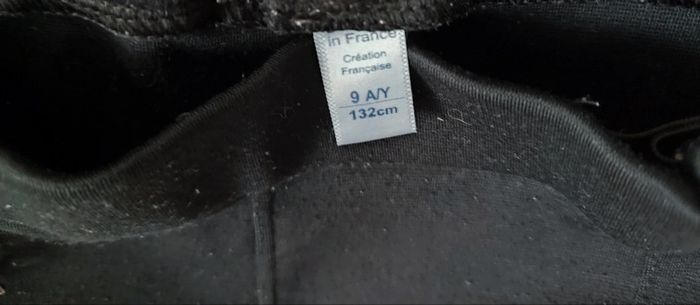 in France
Création
Française
9 A/Y
132cm